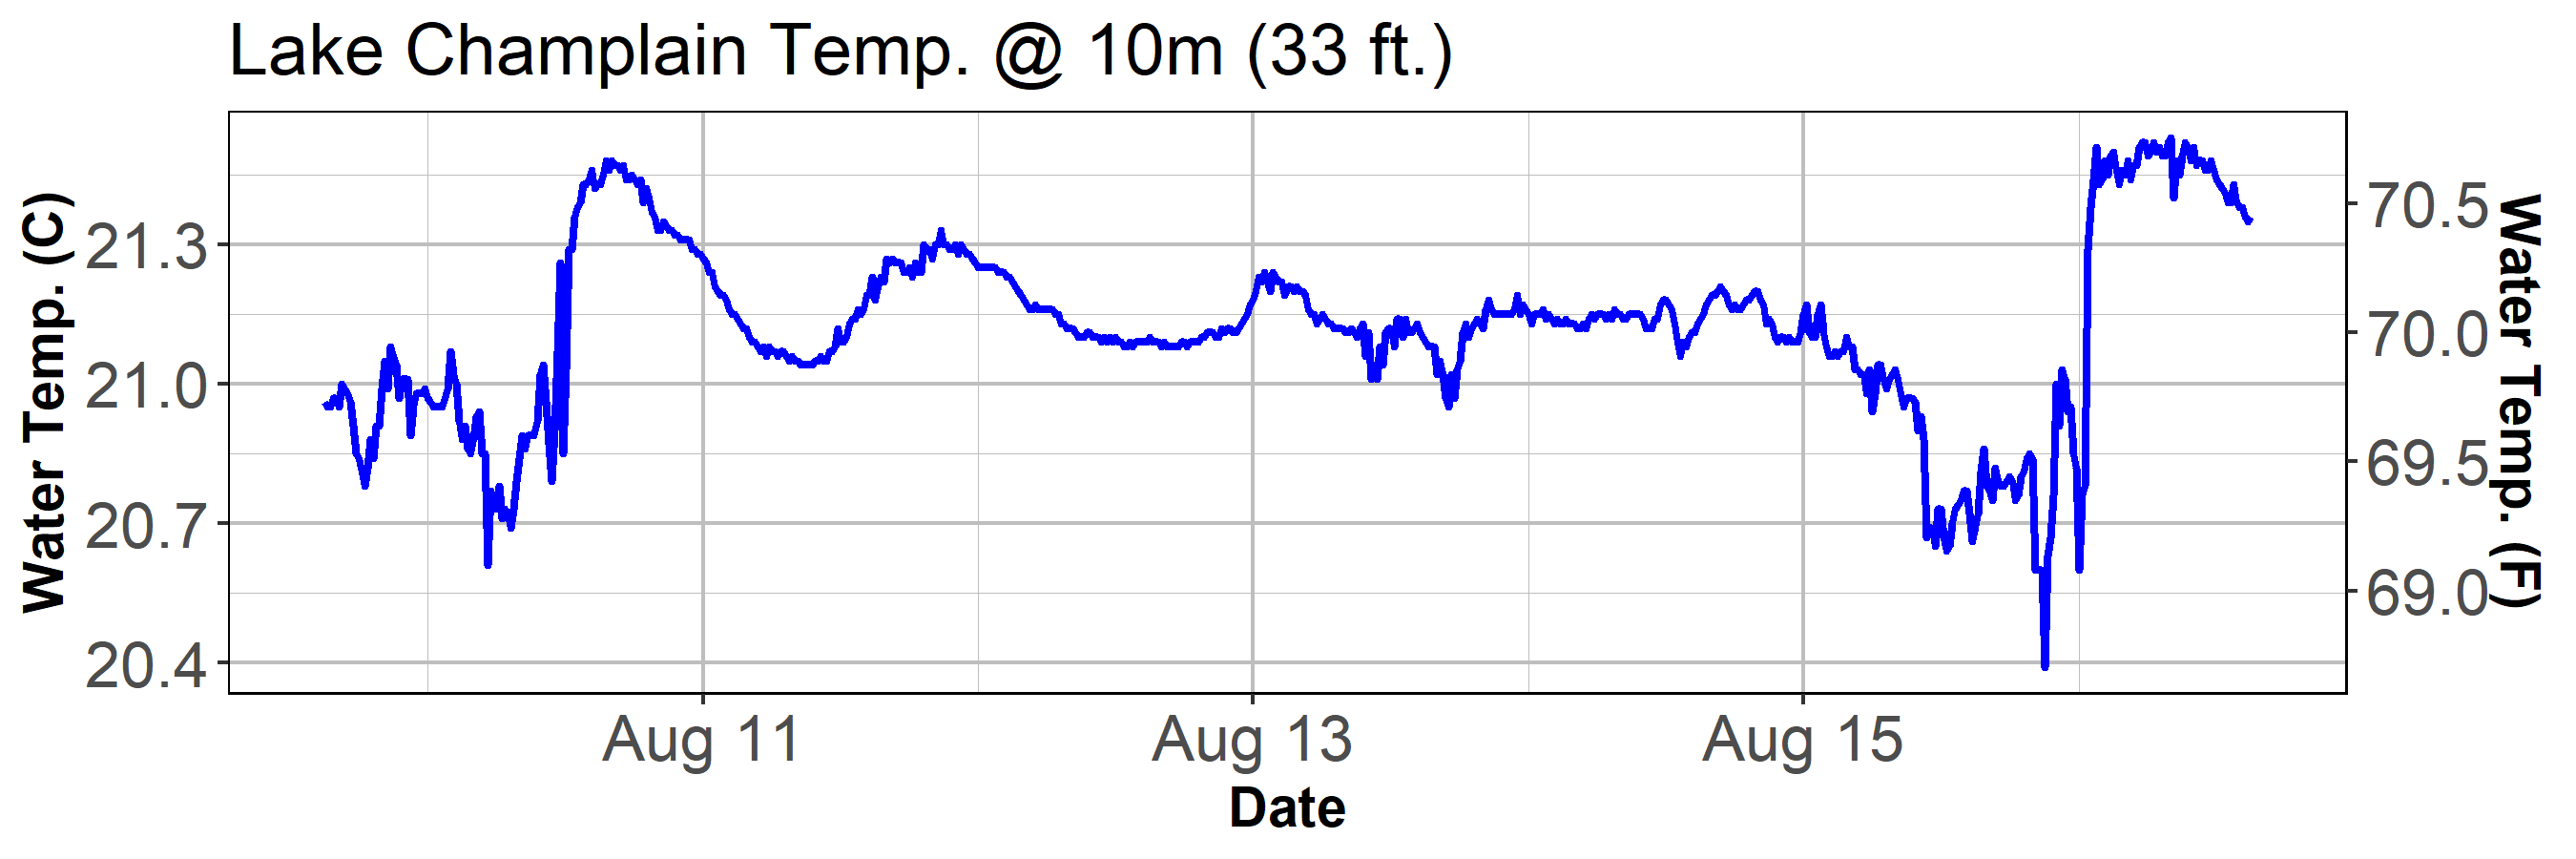 Lake Champlain Temp. @ 10m (33 ft.)
Water Temp. (C)
21.3
21.0
20.7
20.4
70.5
70.0
69.5
69.0
Water Temp. (F)
Aug 11
Aug 13
Aug 15
Date